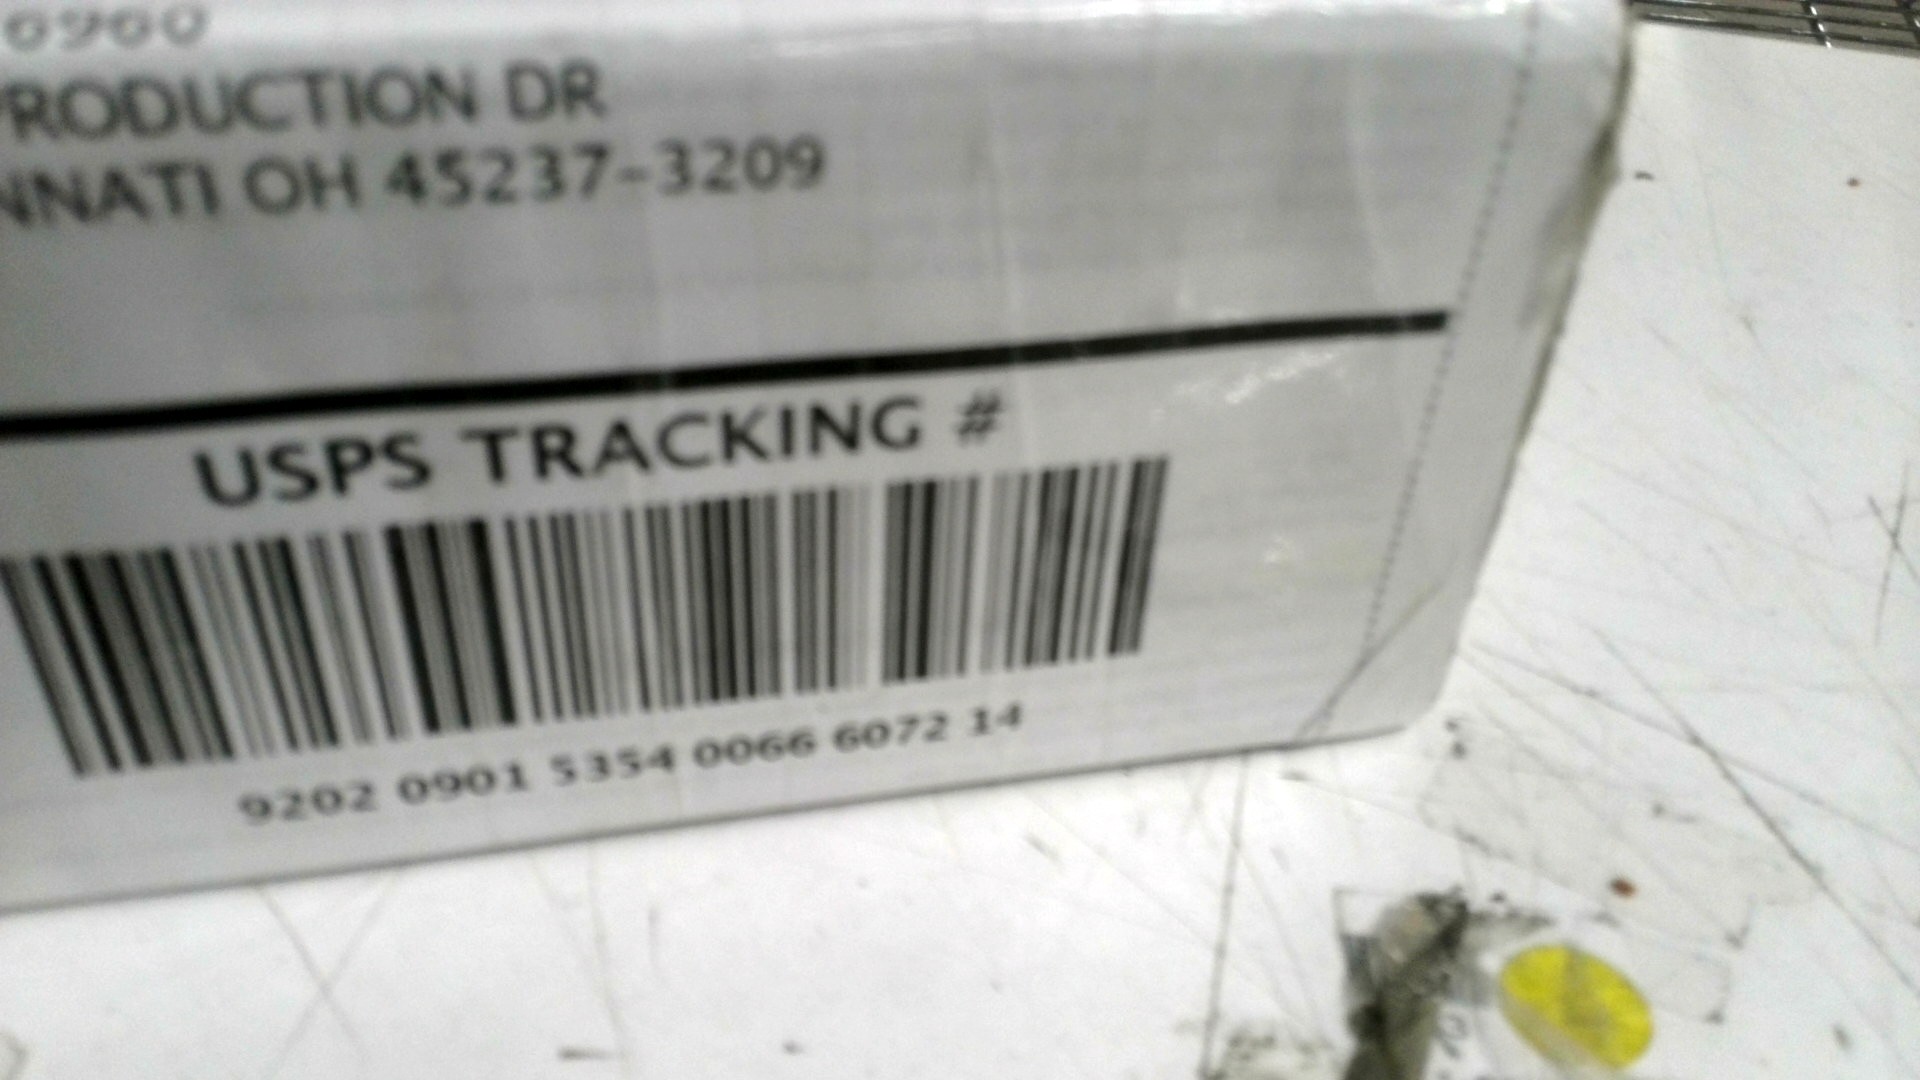 PRODUCTION DR
NNATI OH 45237-3209
USPS TRACKING #
9202 0901 5354 0066 6072 14